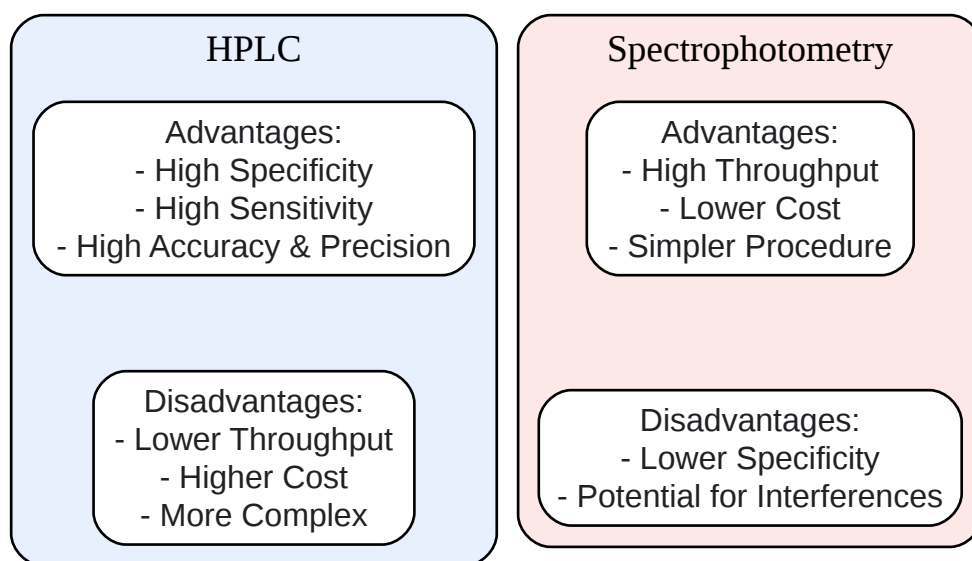 HPLC
Advantages:
- High Specificity
- High Sensitivity
- High Accuracy & Precision
Disadvantages:
- Lower Throughput
- Higher Cost
- More Complex
Spectrophotometry
Advantages:
- High Throughput
- Lower Cost
- Simpler Procedure
Disadvantages:
- Lower Specificity
- Potential for Interferences